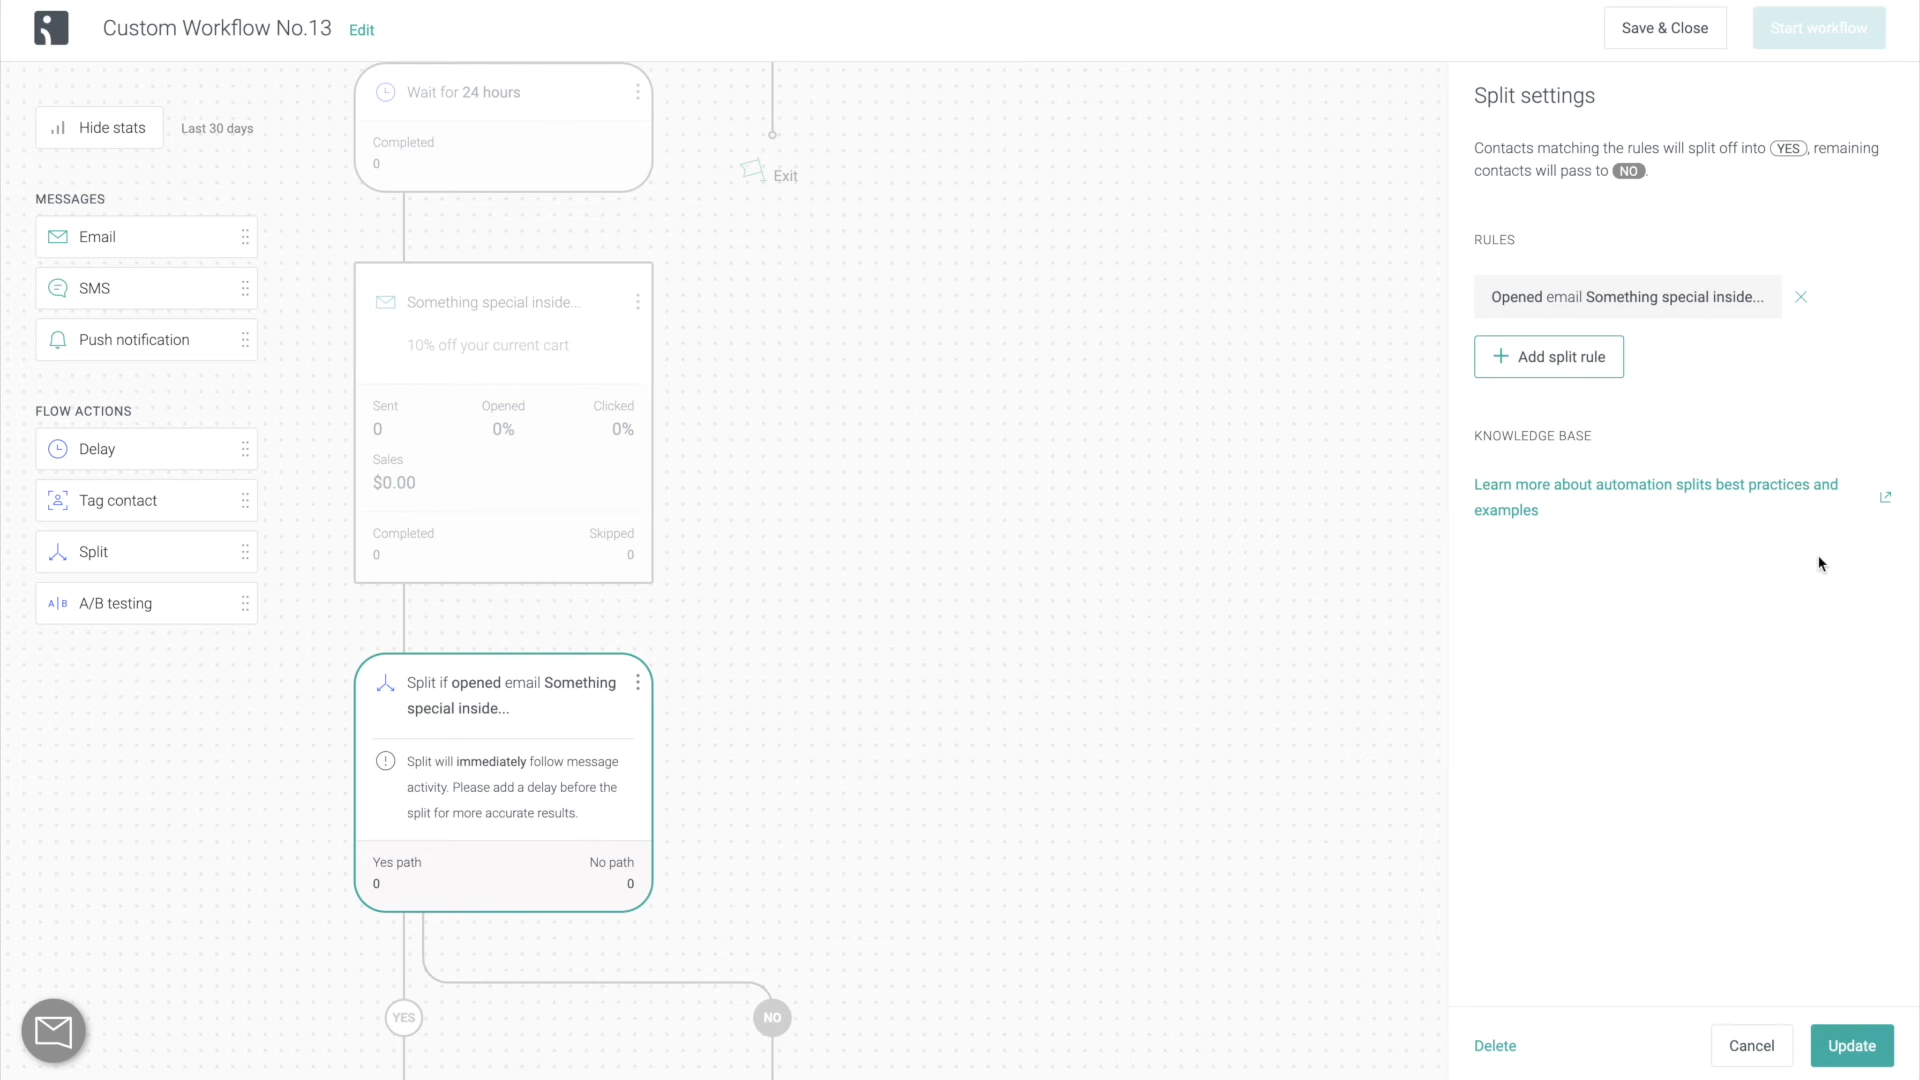 Custom Workflow No.13 Edit
Save & Close
Start workflow
Hide stats
Last 30 days
MESSAGES
Email
SMS
Push notification
FLOW ACTIONS
Delay
Tag contact
Split
A|B A/B testing
Wait for 24 hours
Completed
0
Exit
Something special inside...
10% off your current cart
Sent Opened Clicked
0 0% 0%
Sales
$0.00
Completed Skipped
0 0
Split if opened email Something
special inside...
Split will immediately follow message
activity. Please add a delay before the
split for more accurate results.
Yes path No path
0 0
YES
NO
Split settings
Contacts matching the rules will split off into YES, remaining
contacts will pass to NO.
RULES
Opened email Something special inside...
Add split rule
KNOWLEDGE BASE
Learn more about automation splits best practices and
examples
Delete
Cancel
Update